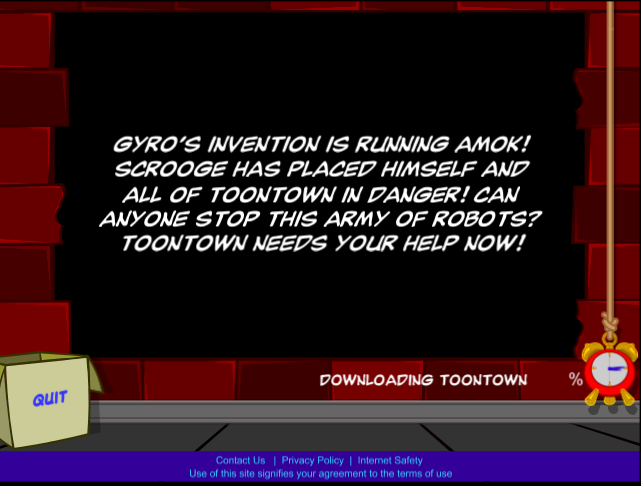 GYRO'S INVENTION IS RUNNING AMOK!
SCROOGE HAS PLACED HIMSELF AND
ALL OF TOONTOWN IN DANGER! CAN
ANYONE STOP THIS ARMY OF ROBOTS?
TOONTOWN NEEDS YOUR HELP NOW!
DOWNLOADING TOONTOWN %
QUIT
Contact Us | Privacy Policy | Internet Safety
Use of this site signifies your agreement to the terms of use